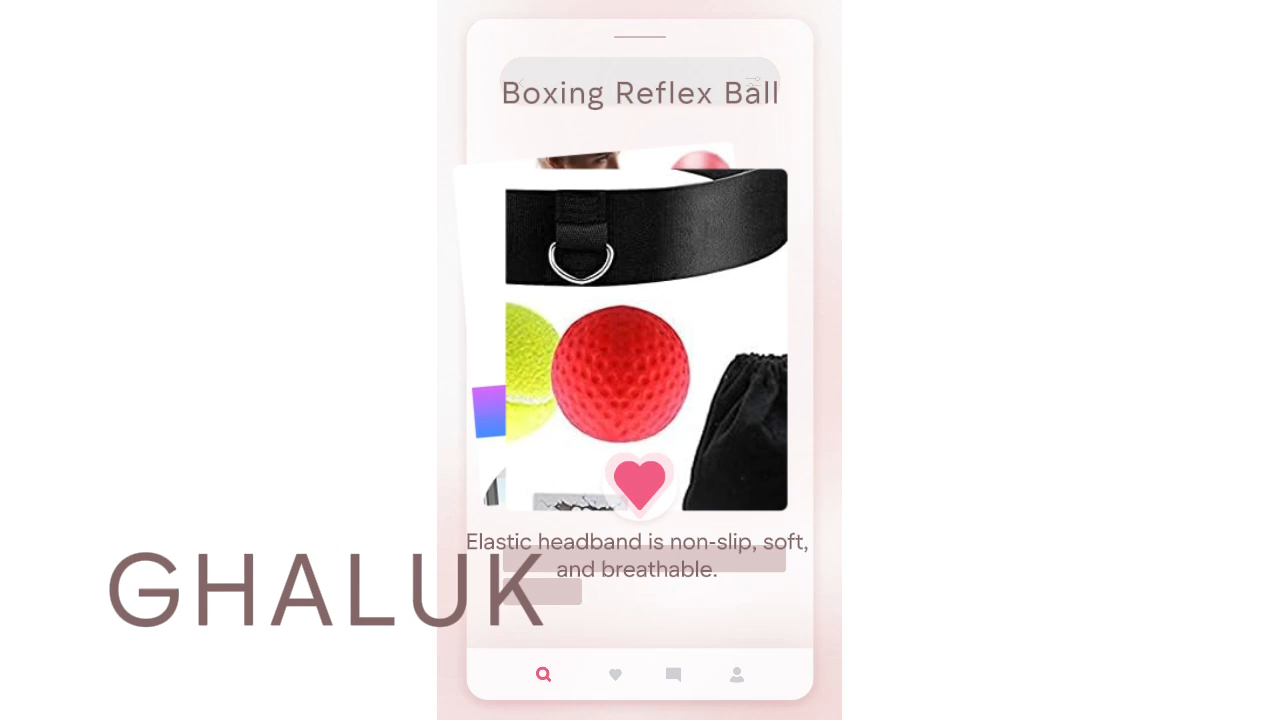 Boxing Reflex Ball
Elastic headband is non-slip, soft,
and breathable.
GHALUK